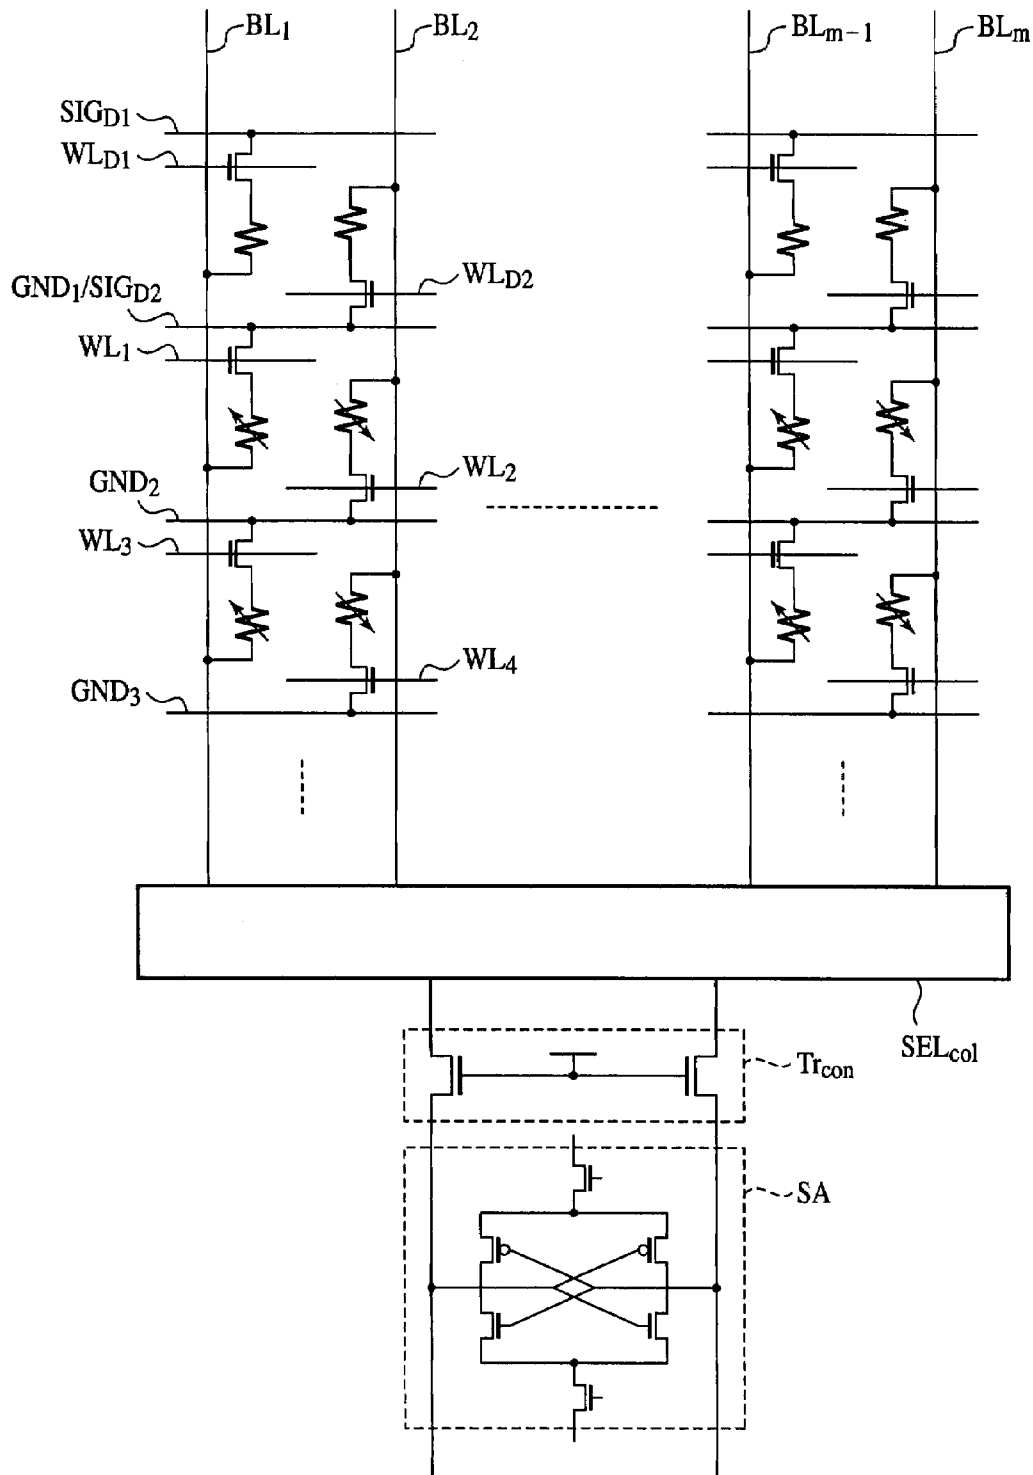 BL1 BL2 BLm-1 BLm
SIGD1
WLD1
GND1/SIGD2
WLD2
WL1
GND2
WL2
WL3
GND3
WL4
SELcol
Trcon
SA